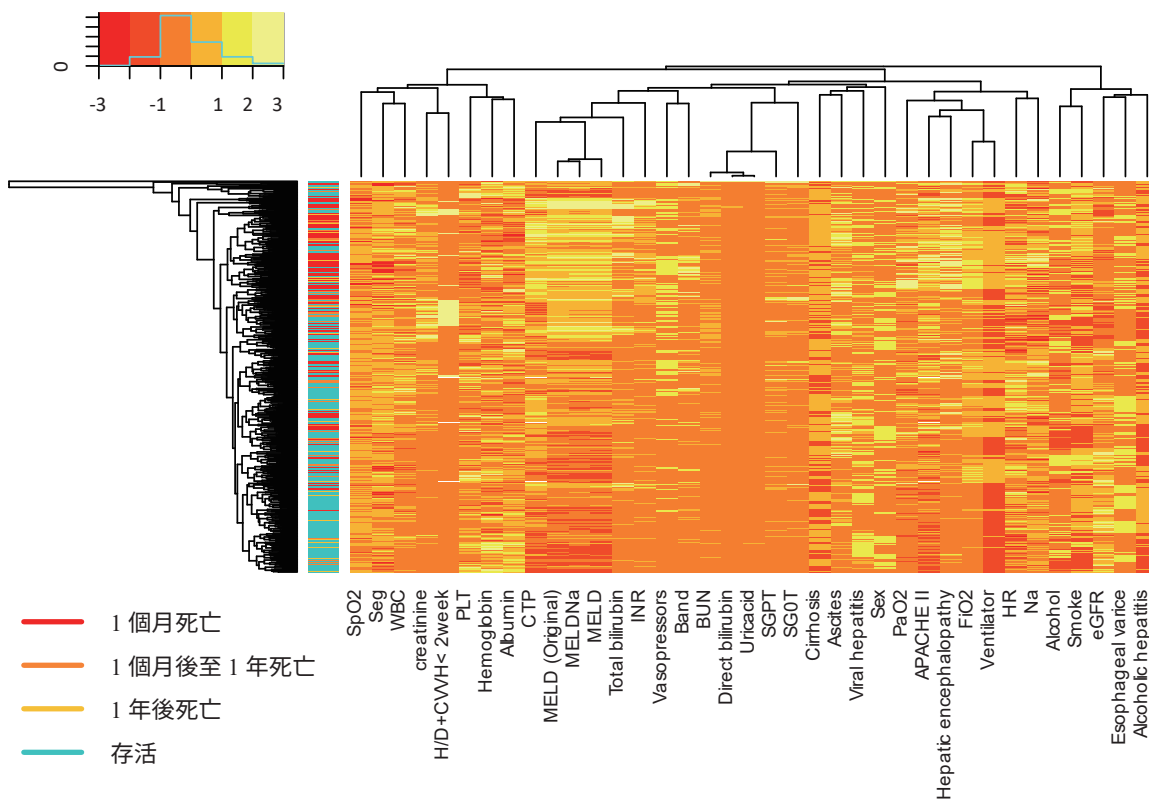 0
-3 -1 1 2 3
SpO2
Seg
WBC
creatinine
H/D+CVVH< 2week
PLT
Hemogobbin
Albumin
CTP
MELD (Original)
MELDNa
MELD
Total bilirubin
INR
Vasopressors
Band
BUN
Direct bilirubin
Uricacid
SGPT
SG0T
Cirrhosis
Ascites
Viral hepatitis
Sex
PaO2
APACHE II
Hepatic encephalopathy
FiO2
Ventilator
HR
Na
Alcohol
Smoke
eGFR
Esophageal varice
Alcoholic hepatitis
1 個月死亡
1 個月後至 1 年死亡
1 年後死亡
存活